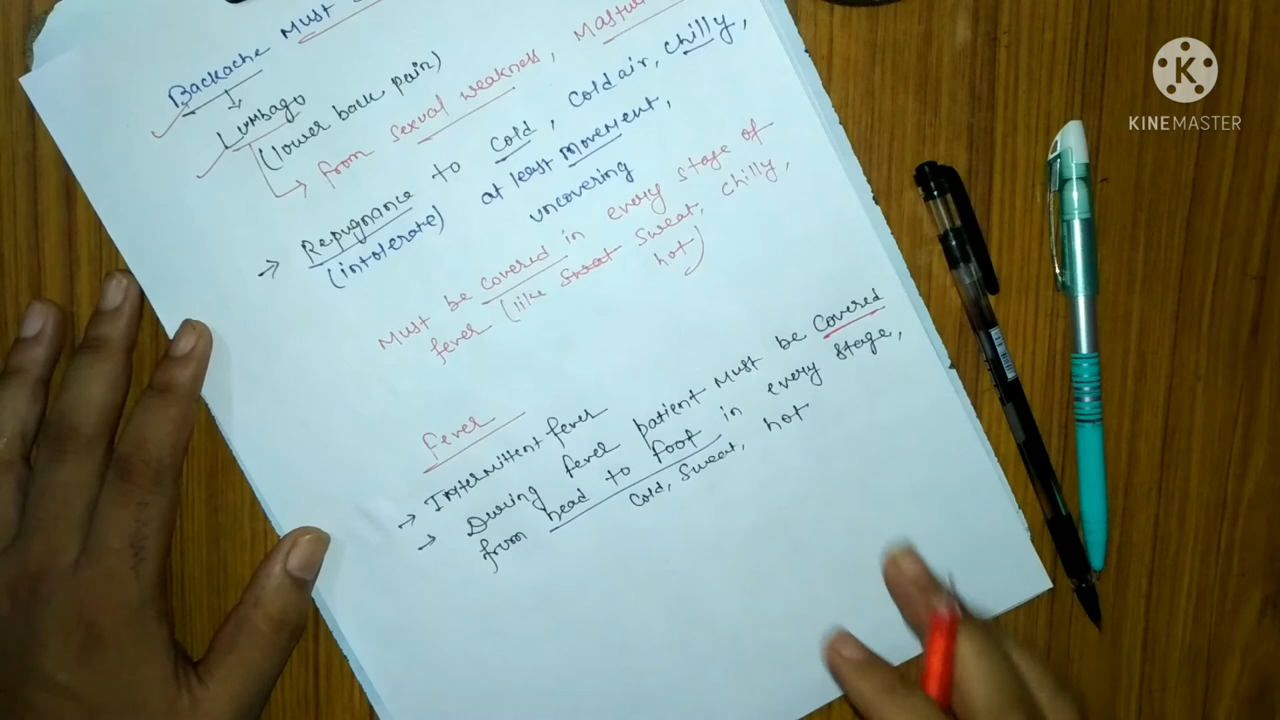 Backache Must
Lumbago
(lower back pain)
from sexual weakness,
→ Repugnance to cold, cold air, chilly,
(intolerate) at least movement,
uncovering
Must be covered in every stage of
fever (like sweat sweat, chilly,
hot)
fever
→ Intermittent fever
→ During fever patient must be covered
from head to foot in every stage,
cold, sweat, hot
K
KINEMASTER